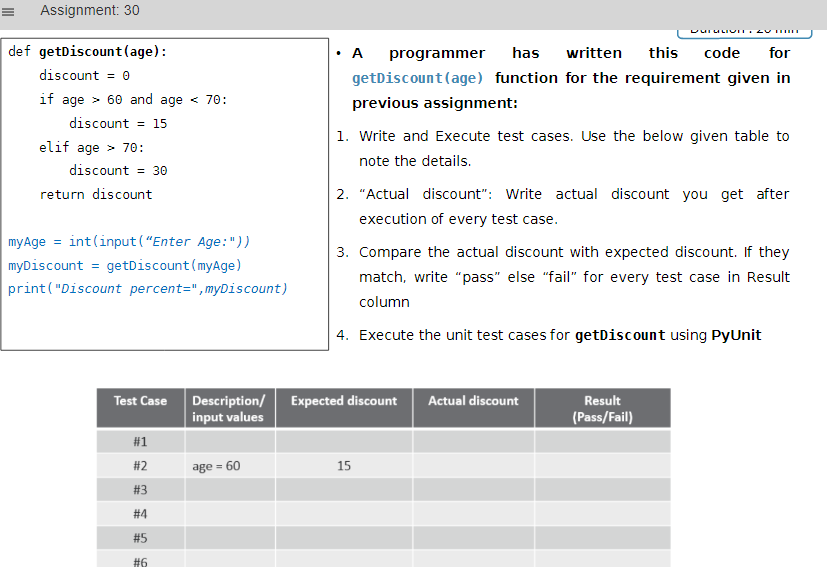 Assignment: 30
def getDiscount(age):
discount = 0
if age > 60 and age < 70:
discount = 15
elif age > 70:
discount = 30
return discount
myAge = int(input(“Enter Age:"))
myDiscount = getDiscount(myAge)
print("Discount percent=",myDiscount)
• A programmer has written this code for
getDiscount(age) function for the requirement given in
previous assignment:
1. Write and Execute test cases. Use the below given table to
note the details.
2. “Actual discount”: Write actual discount you get after
execution of every test case.
3. Compare the actual discount with expected discount. If they
match, write “pass” else “fail” for every test case in Result
column
4. Execute the unit test cases for getDiscount using PyUnit
Test Case Description/ Expected discount Actual discount Result
input values (Pass/Fail)
#1
#2 age = 60 15
#3
#4
#5
#6